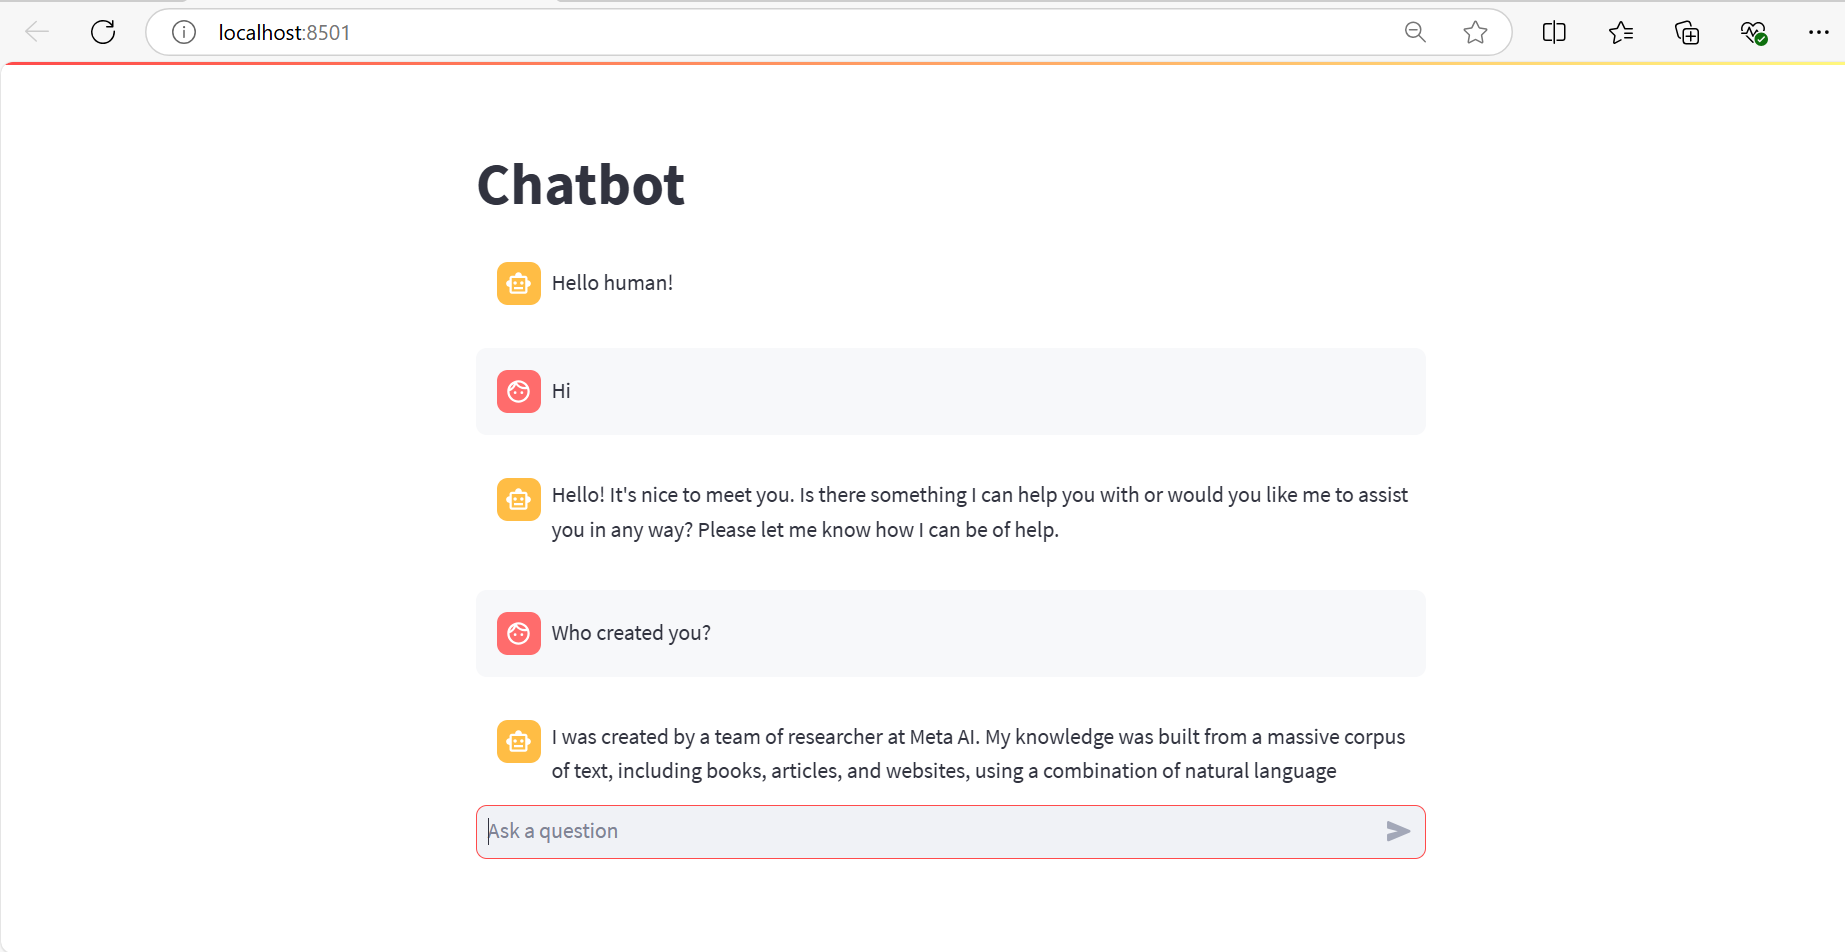 localhost:8501
Chatbot
Hello human!
Hi
Hello! It's nice to meet you. Is there something I can help you with or would you like me to assist
you in any way? Please let me know how I can be of help.
Who created you?
I was created by a team of researcher at Meta AI. My knowledge was built from a massive corpus
of text, including books, articles, and websites, using a combination of natural language
Ask a question